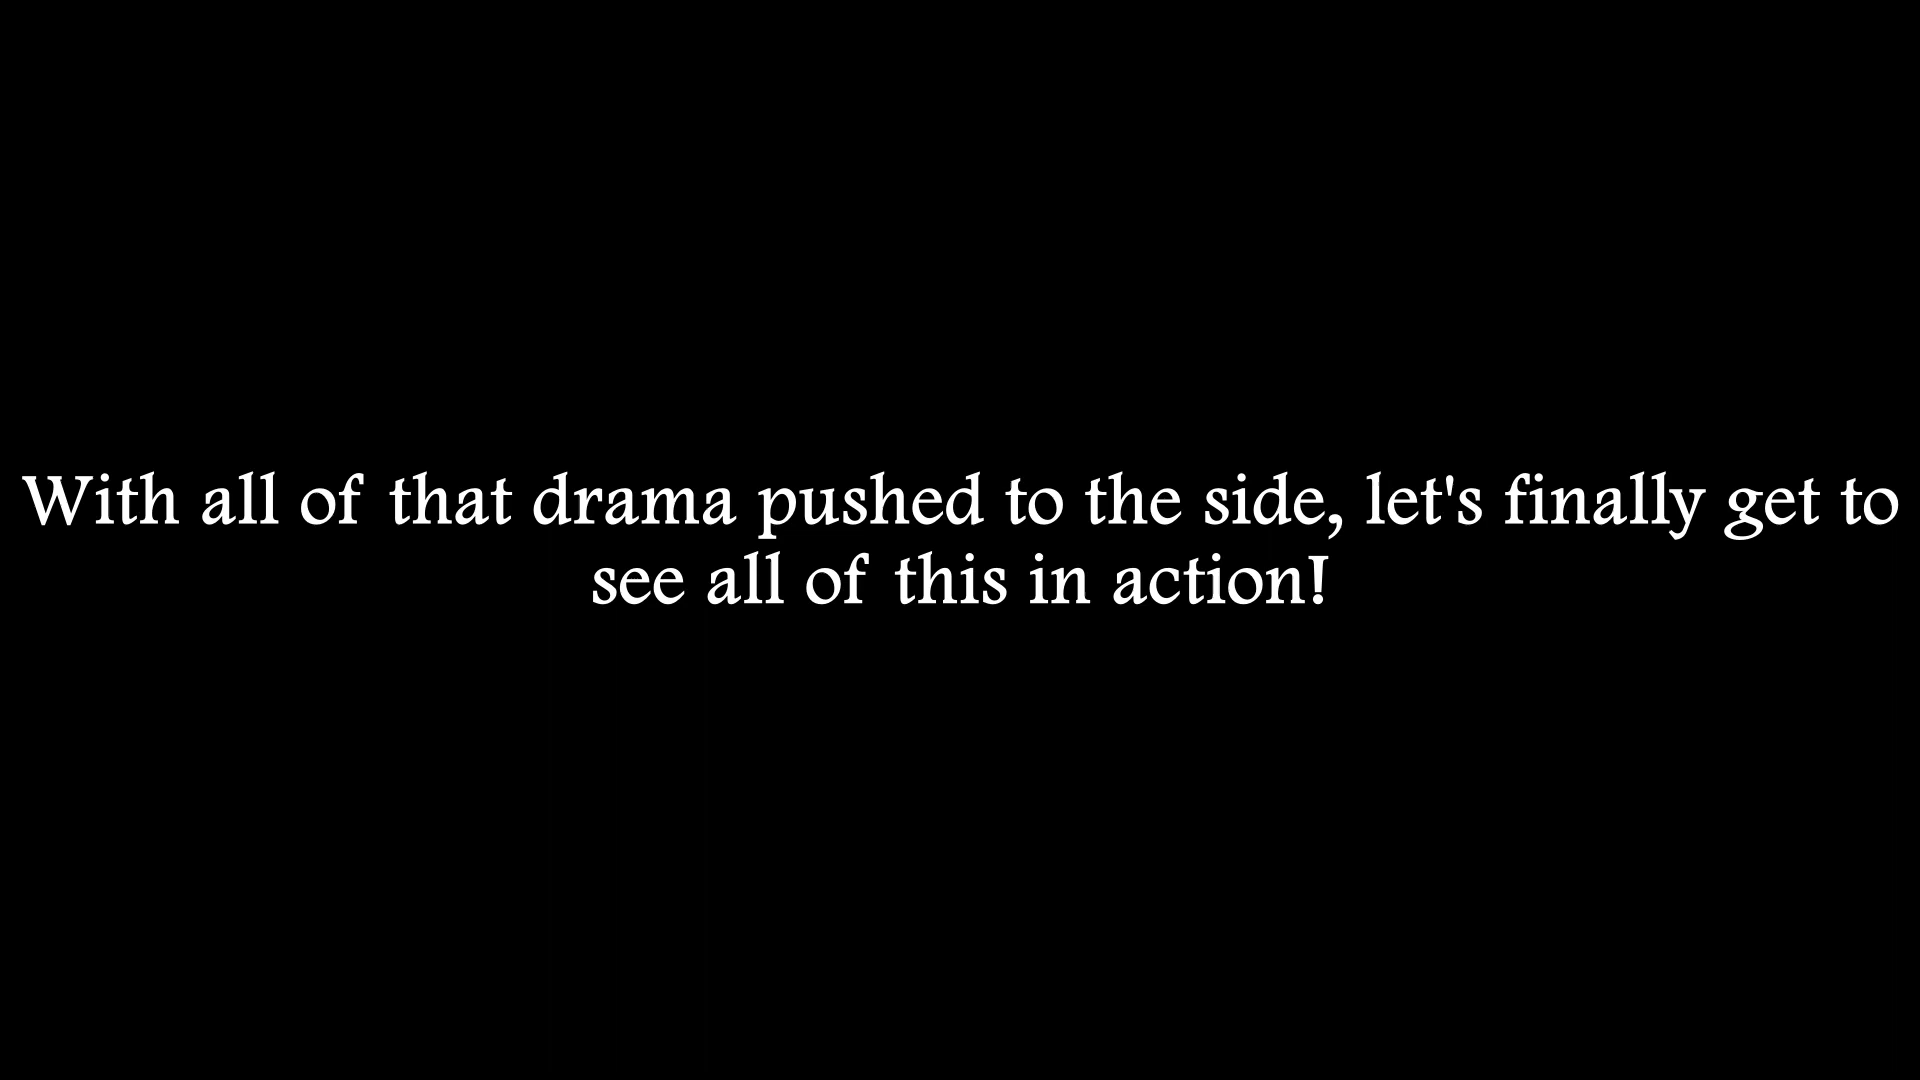 With all of that drama pushed to the side, let's finally get to
see all of this in action!